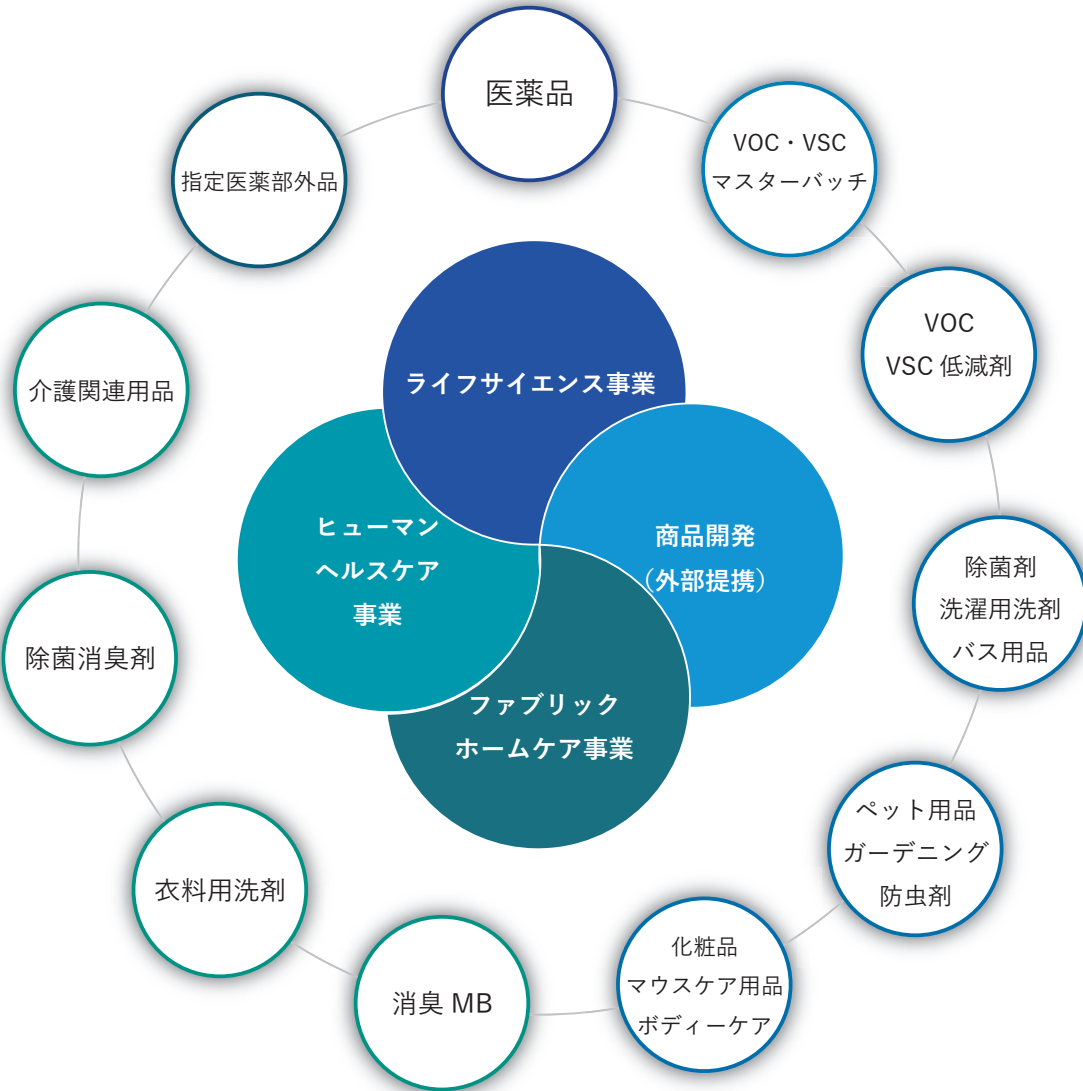 医薬品
VOC・VSC
マスターバッチ
VOC
VSC 低減剤
除菌剤
洗濯用洗剤
バス用品
ペット用品
ガーデニング
防虫剤
化粧品
マウスケア用品
ボディーケア
消臭 MB
衣料用洗剤
除菌消臭剤
介護関連用品
指定医薬部外品
ライフサイエンス事業
商品開発
（外部提携）
ファブリック
ホームケア事業
ヒューマン
ヘルスケア
事業